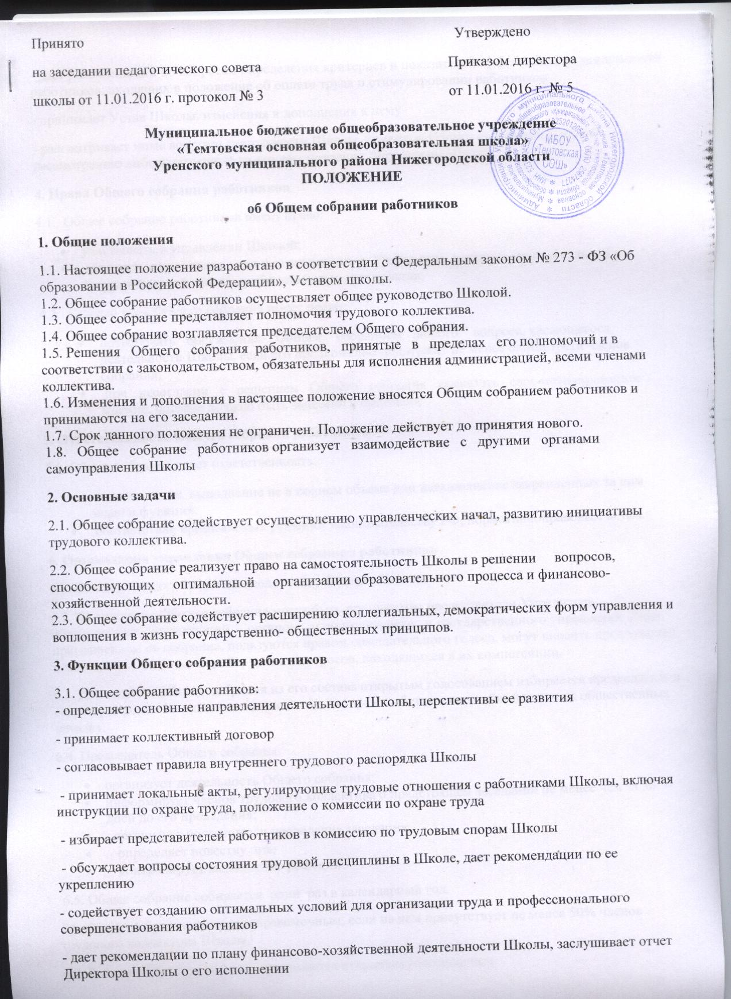 Принято
Утверждено
на заседании педагогического совета
Приказом директора
школы от 11.01.2016 г. протокол № 3
от 11.01.2016 г. № 5
Муниципальное бюджетное общеобразовательное учреждение
«Темтовская основная общеобразовательная школа»
Уренского муниципального района Нижегородской области
ПОЛОЖЕНИЕ
об Общем собрании работников
МБОУ
«Темтовская
ООШ»
1. Общие положения
1.1. Настоящее положение разработано в соответствии с Федеральным законом № 273 - ФЗ «Об
образовании в Российской Федерации», Уставом школы.
1.2. Общее собрание работников осуществляет общее руководство Школой.
1.3. Общее собрание представляет полномочия трудового коллектива.
1.4. Общее собрание возглавляется председателем Общего собрания.
1.5. Решения Общего собрания работников, принятые в пределах его полномочий и в
соответствии с законодательством, обязательны для исполнения администрацией, всеми членами
коллектива.
1.6. Изменения и дополнения в настоящее положение вносятся Общим собранием работников и
принимаются на его заседании.
1.7. Срок данного положения не ограничен. Положение действует до принятия нового.
1.8. Общее собрание работников организует взаимодействие с другими органами
самоуправления Школы
2. Основные задачи
2.1. Общее собрание содействует осуществлению управленческих начал, развитию инициативы
трудового коллектива.
2.2. Общее собрание реализует право на самостоятельность Школы в решении вопросов,
способствующих оптимальной организации образовательного процесса и финансово-
хозяйственной деятельности.
2.3. Общее собрание содействует расширению коллегиальных, демократических форм управления и
воплощения в жизнь государственно- общественных принципов.
3. Функции Общего собрания работников
3.1. Общее собрание работников:
- определяет основные направления деятельности Школы, перспективы ее развития
- принимает коллективный договор
- согласовывает правила внутреннего трудового распорядка Школы
- принимает локальные акты, регулирующие трудовые отношения с работниками Школы, включая
инструкции по охране труда, положение о комиссии по охране труда
- избирает представителей работников в комиссию по трудовым спорам Школы
- обсуждает вопросы состояния трудовой дисциплины в Школе, дает рекомендации по ее
укреплению
- содействует созданию оптимальных условий для организации труда и профессионального
совершенствования работников
- дает рекомендации по плану финансово-хозяйственной деятельности Школы, заслушивает отчет
Директора Школы о его исполнении